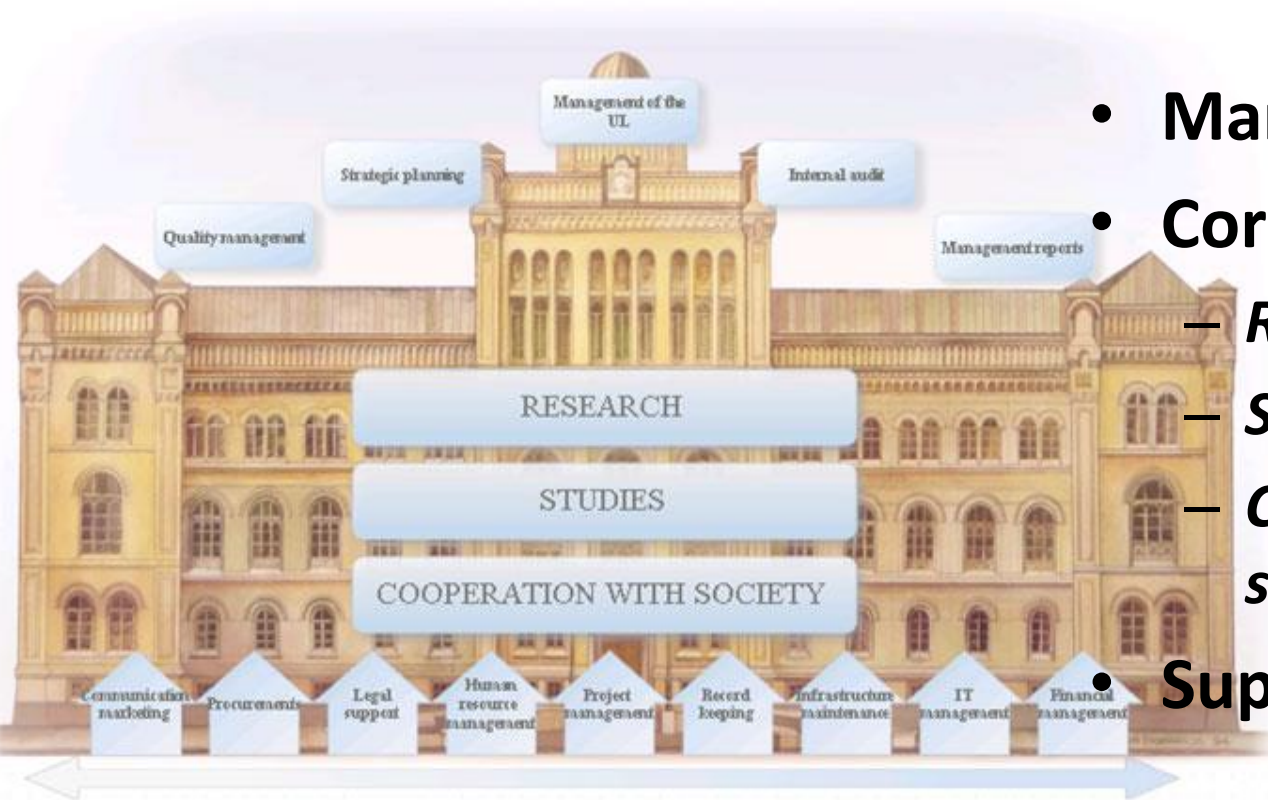 Management of the
UL
Strategic planning
Internal audit
Quality management
Management reports
RESEARCH
STUDIES
COOPERATION WITH SOCIETY
Communication
marketing
Procurements
Legal
support
Human
resource
management
Project
management
Record
keeping
Infrastructure
maintenance
IT
management
Financial
management
• Mar
• Cor
– R
– S
– C
s
• Sup